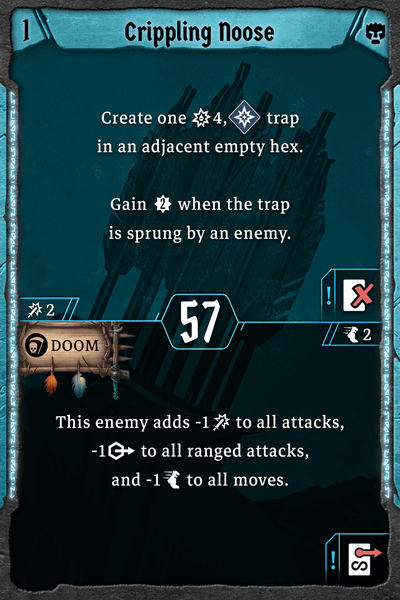 1
Crippling Noose
Create one 4, trap
in an adjacent empty hex.
Gain 2 when the trap
is sprung by an enemy.
! 
2
57
2
DOOM
This enemy adds -1 to all attacks,
-1 to all ranged attacks,
and -1 to all moves.
!